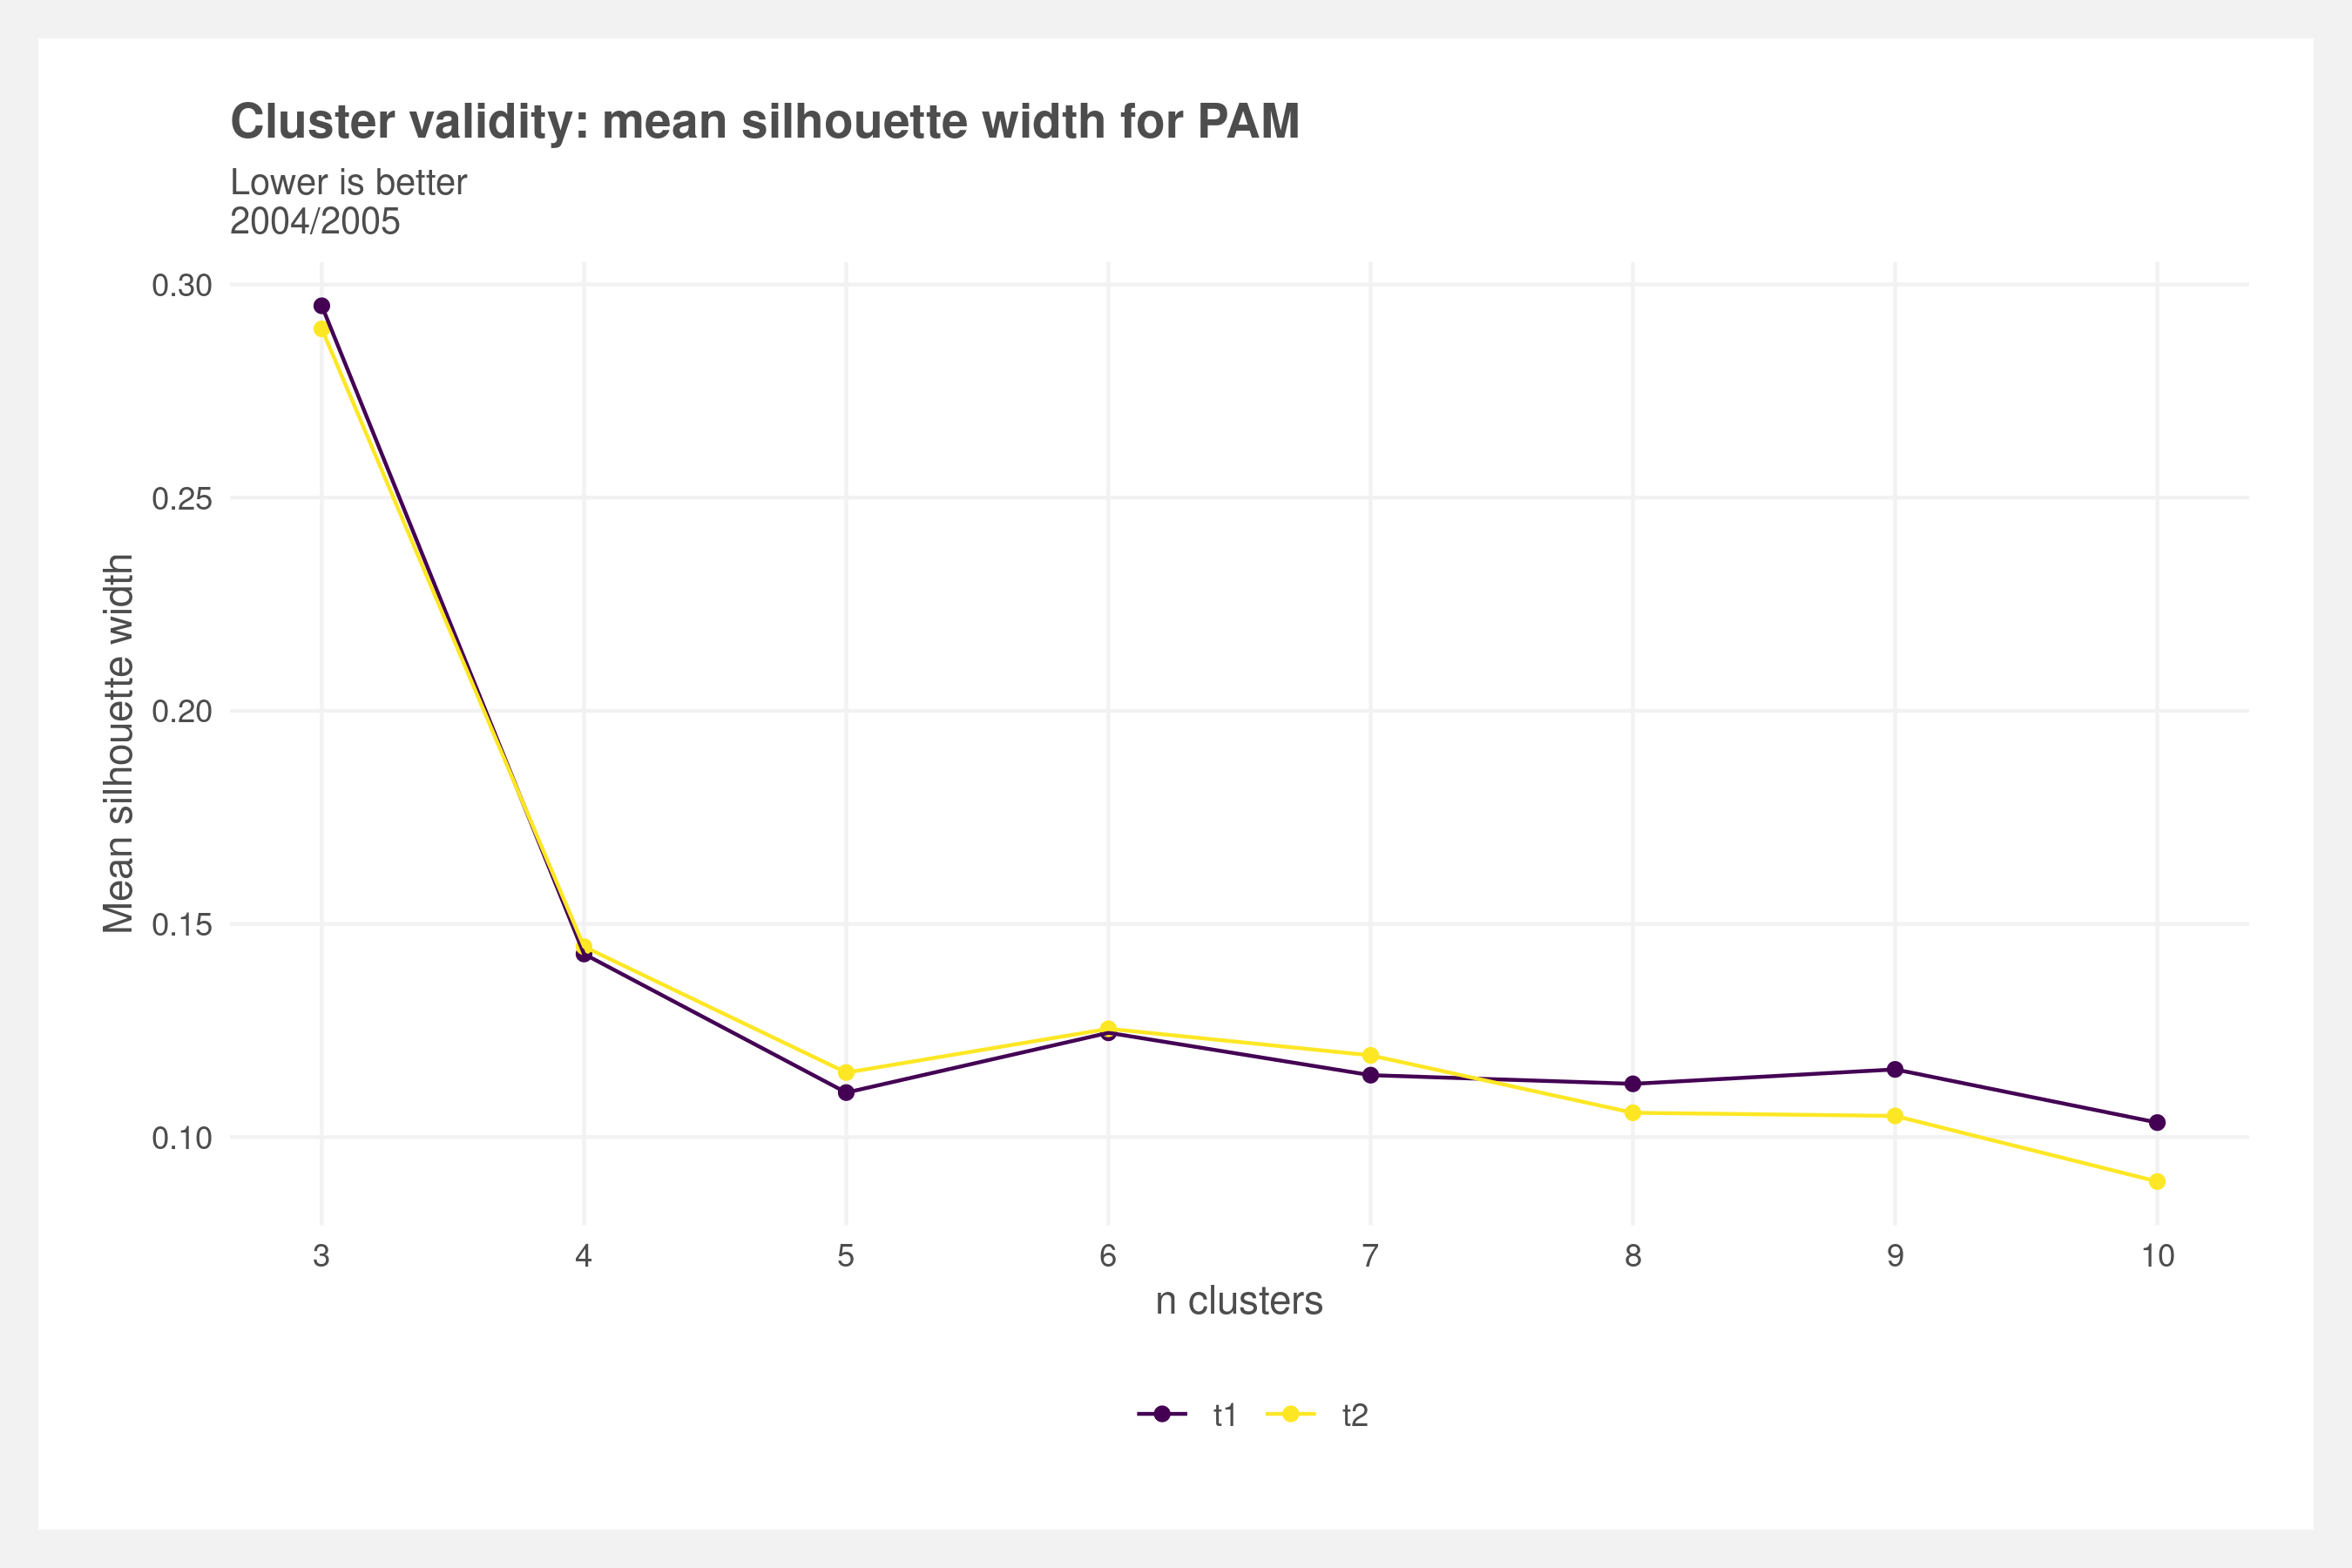 Cluster validity: mean silhouette width for PAM
Lower is better
2004/2005
Mean silhouette width
0.30
0.25
0.20
0.15
0.10
3 4 5 6 7 8 9 10
n clusters
t1 t2